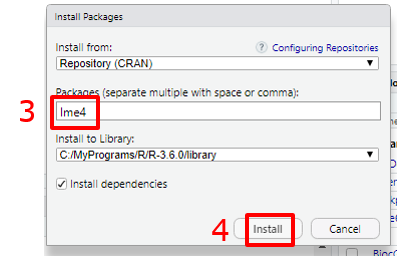 Install Packages
Install from:
? Configuring Repositories
Repository (CRAN)
Packages (separate multiple with space or comma):
3
lme4
Install to Library:
C:/MyPrograms/R/R-3.6.0/library
Install dependencies
4
Install
Cancel